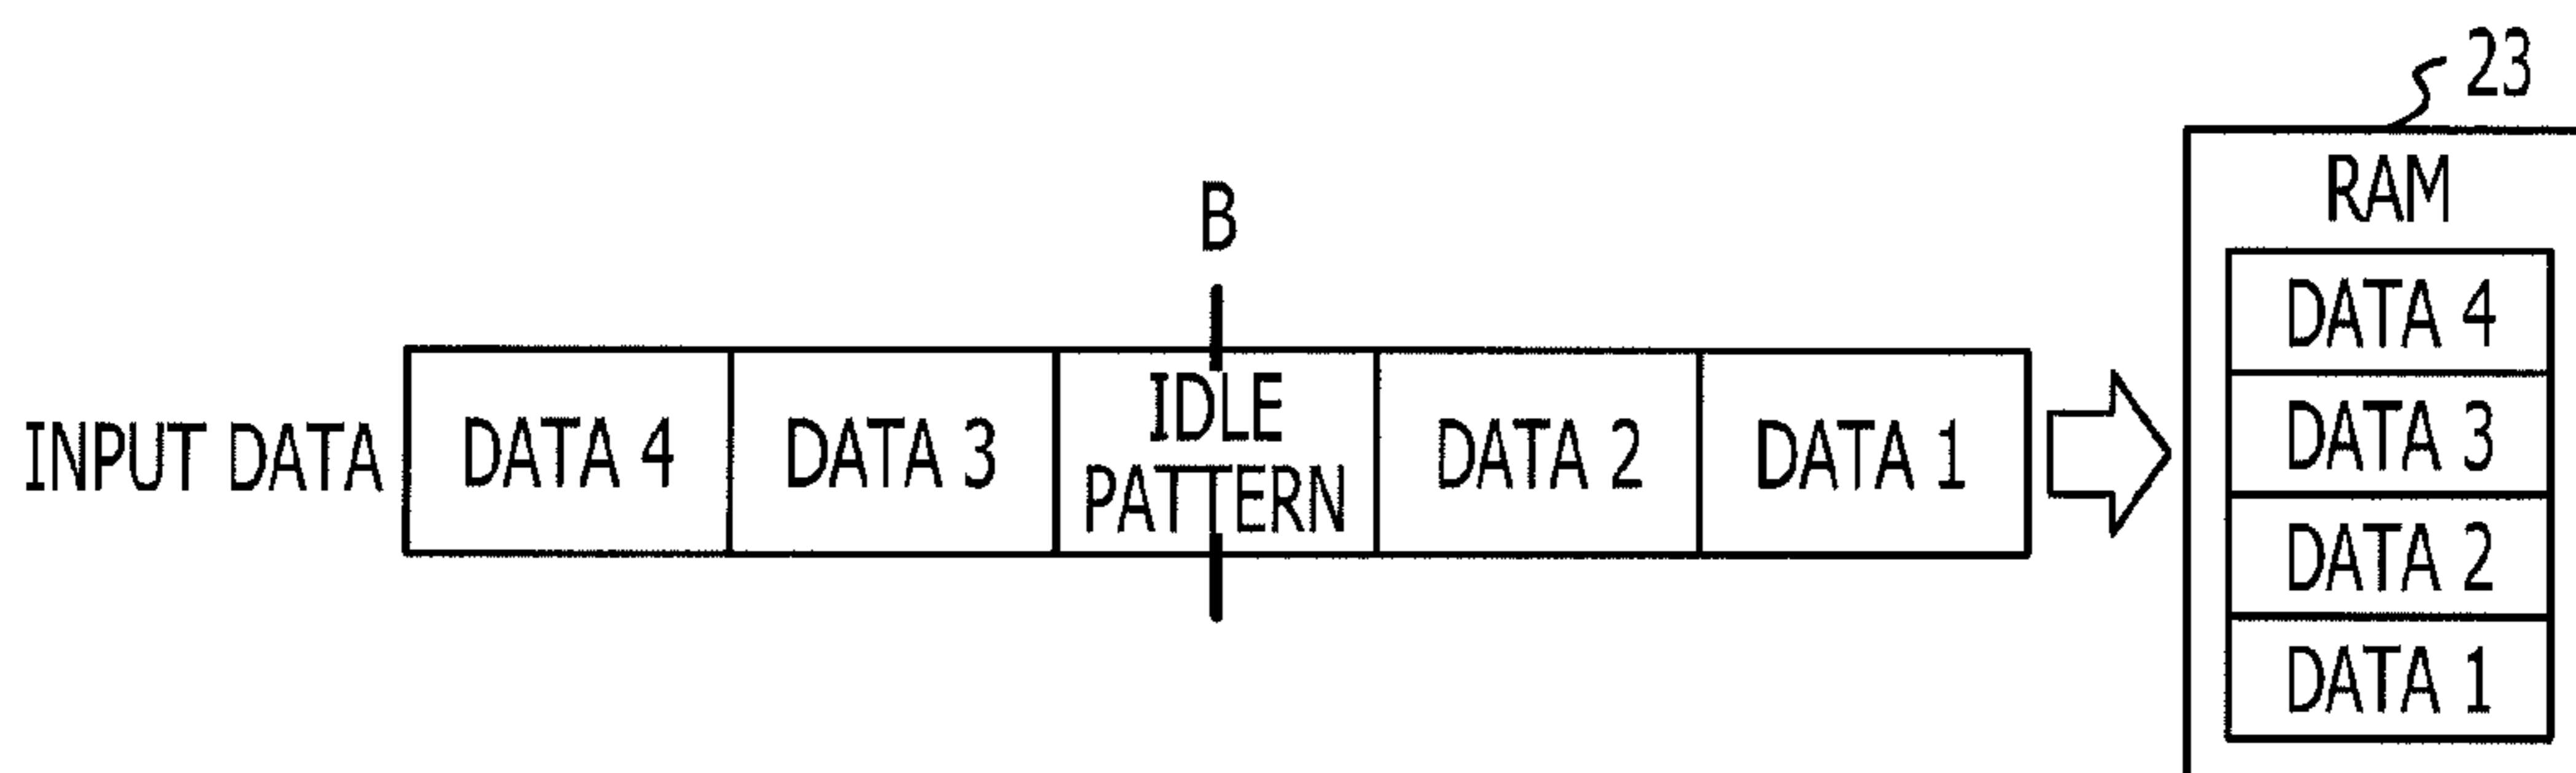 23
RAM
B
DATA 4
DATA 3
DATA 2
DATA 1
INPUT DATA
DATA 4
DATA 3
IDLE
PATTERN
DATA 2
DATA 1